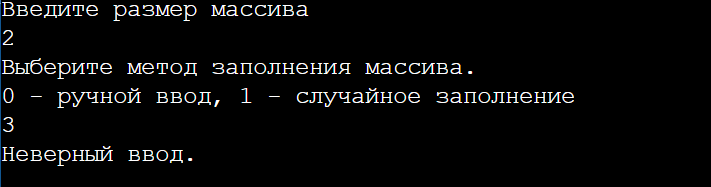 Введите размер массива
2
Выберите метод заполнения массива.
0 - ручной ввод, 1 - случайное заполнение
3
Неверный ввод.